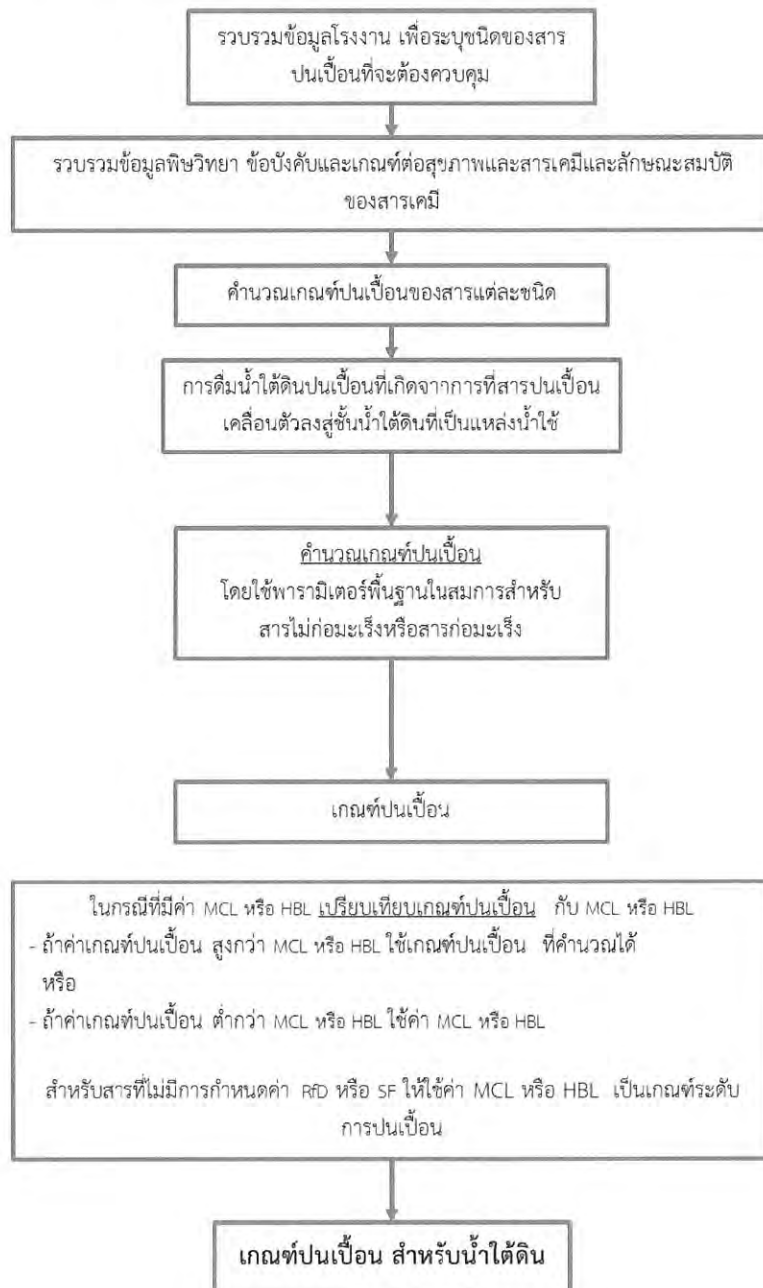 รวบรวมข้อมูลโรงงาน เพื่อระบุชนิดของสาร
ปนเปื้อนที่จะต้องควบคุม
รวบรวมข้อมูลพิษวิทยา ข้อบังคับและเกณฑ์ต่อสุขภาพและสารเคมีและลักษณะสมบัติ
ของสารเคมี
คำนวณเกณฑ์ปนเปื้อนของสารแต่ละชนิด
การดื่มน้ำใต้ดินปนเปื้อนที่เกิดจาากการที่สารปนเปื้อน
เคลื่อนตัวลงสู่ชั้นน้ำใต้ดินที่เป็นแหล่งน้ำใช้
คำนวณเกณฑ์ปนเปื้อน
โดยใช้พารามิเตอร์พื้นฐานในสมการสำหรับ
สารไม่ก่อมะเร็งหรือสารก่อมะเร็ง
เกณฑ์ปนเปื้อน
ในกรณีที่มีค่า MCL หรือ HBL เปรียบเทียบเกณฑ์ปนเปื้อน กับ MCL หรือ HBL
- ถ้าค่าเกณฑ์ปนเปื้อน สูงกว่า MCL หรือ HBL ใช้เกณฑ์ปนเปื้อน ที่คำนวณได้
หรือ
- ถ้าค่าเกณฑ์ปนเปื้อน ต่ำกว่า MCL หรือ HBL ใช้ค่า MCL หรือ HBL
สำหรับสารที่ไม่มีการกำหนดค่า RfD หรือ SF ให้ใช้ค่า MCL หรือ HBL เป็นเกณฑ์ระดับ
การปนเปื้อน
เกณฑ์ปนเปื้อน สำหรับน้ำใต้ดิน